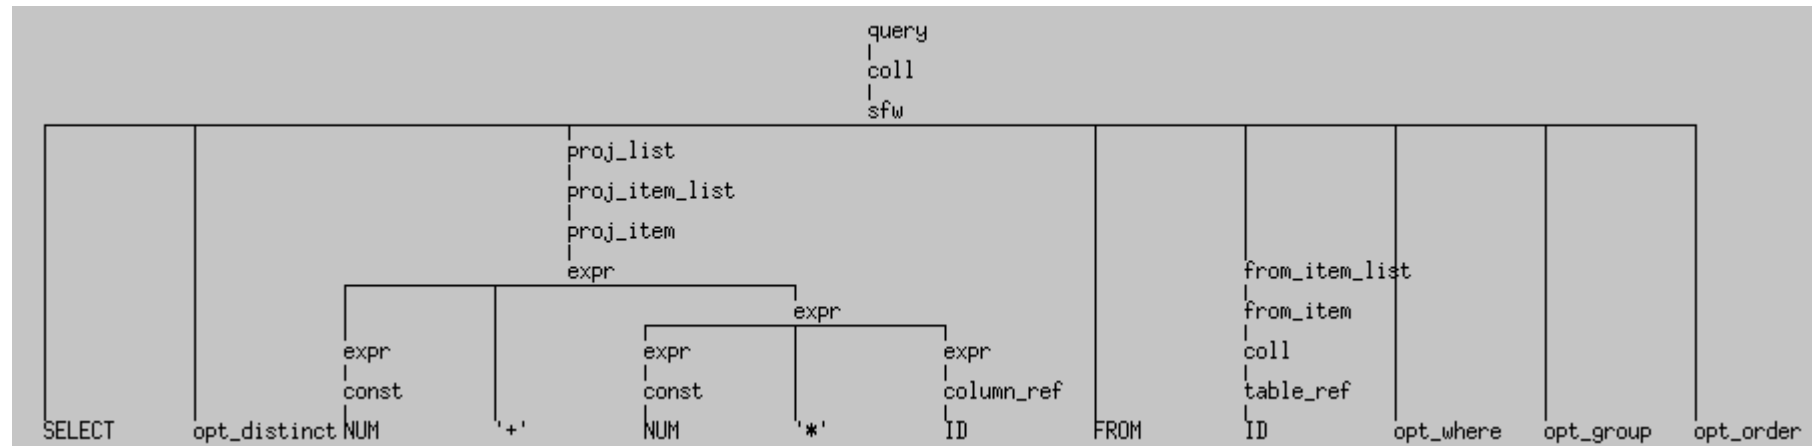 query
coll
sfw
proj_list
proj_item_list
proj_item
expr from_item_list
expr from_item
expr expr expr coll
const const column_ref table_ref
SELECT opt_distinct NUM '+' NUM '*' ID FROM ID opt_where opt_group opt_order